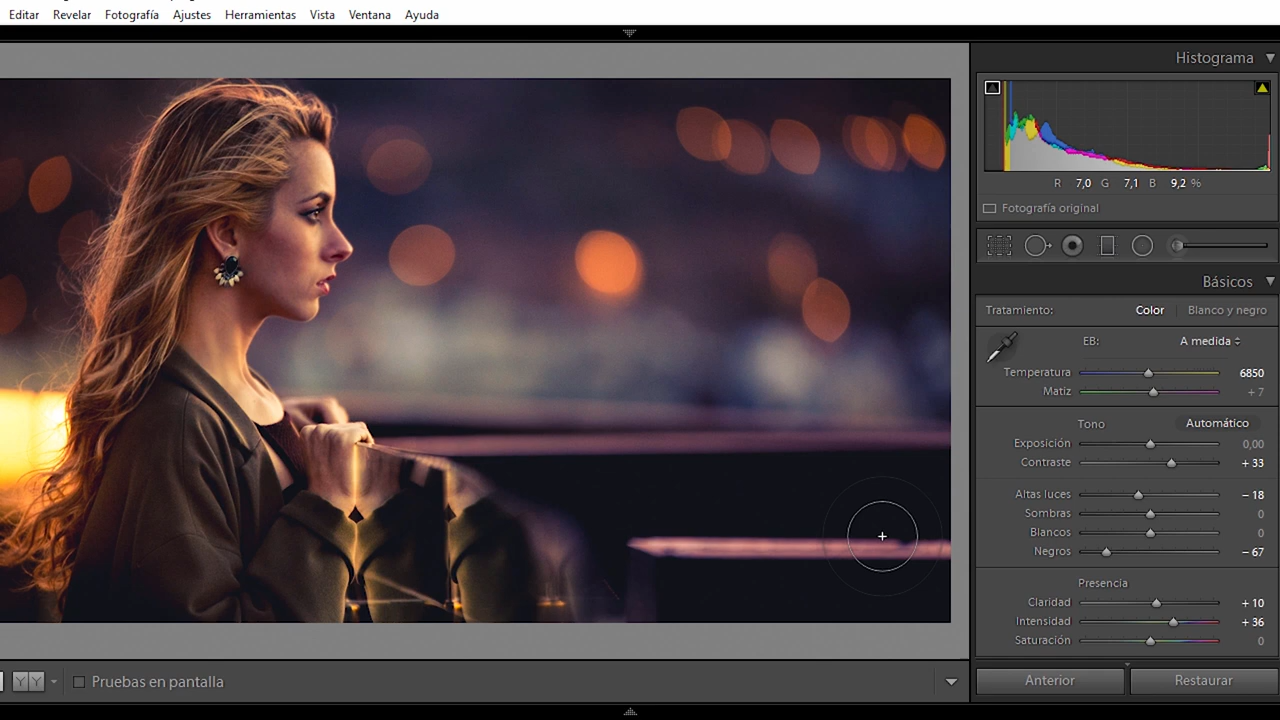 Editar Revelar Fotografía Ajustes Herramientas Vista Ventana Ayuda
Histograma
R 7,0 G 7,1 B 9,2 %
Fotografía original
Básicos
Tratamiento: Color Blanco y negro
EB: A medida
Temperatura 6850
Matiz + 7
Tono Automático
Exposición 0,00
Contraste + 33
Altas luces − 18
Sombras 0
Blancos 0
Negros − 67
Presencia
Claridad + 10
Intensidad + 36
Saturación 0
Y Y Pruebas en pantalla
Anterior Restaurar